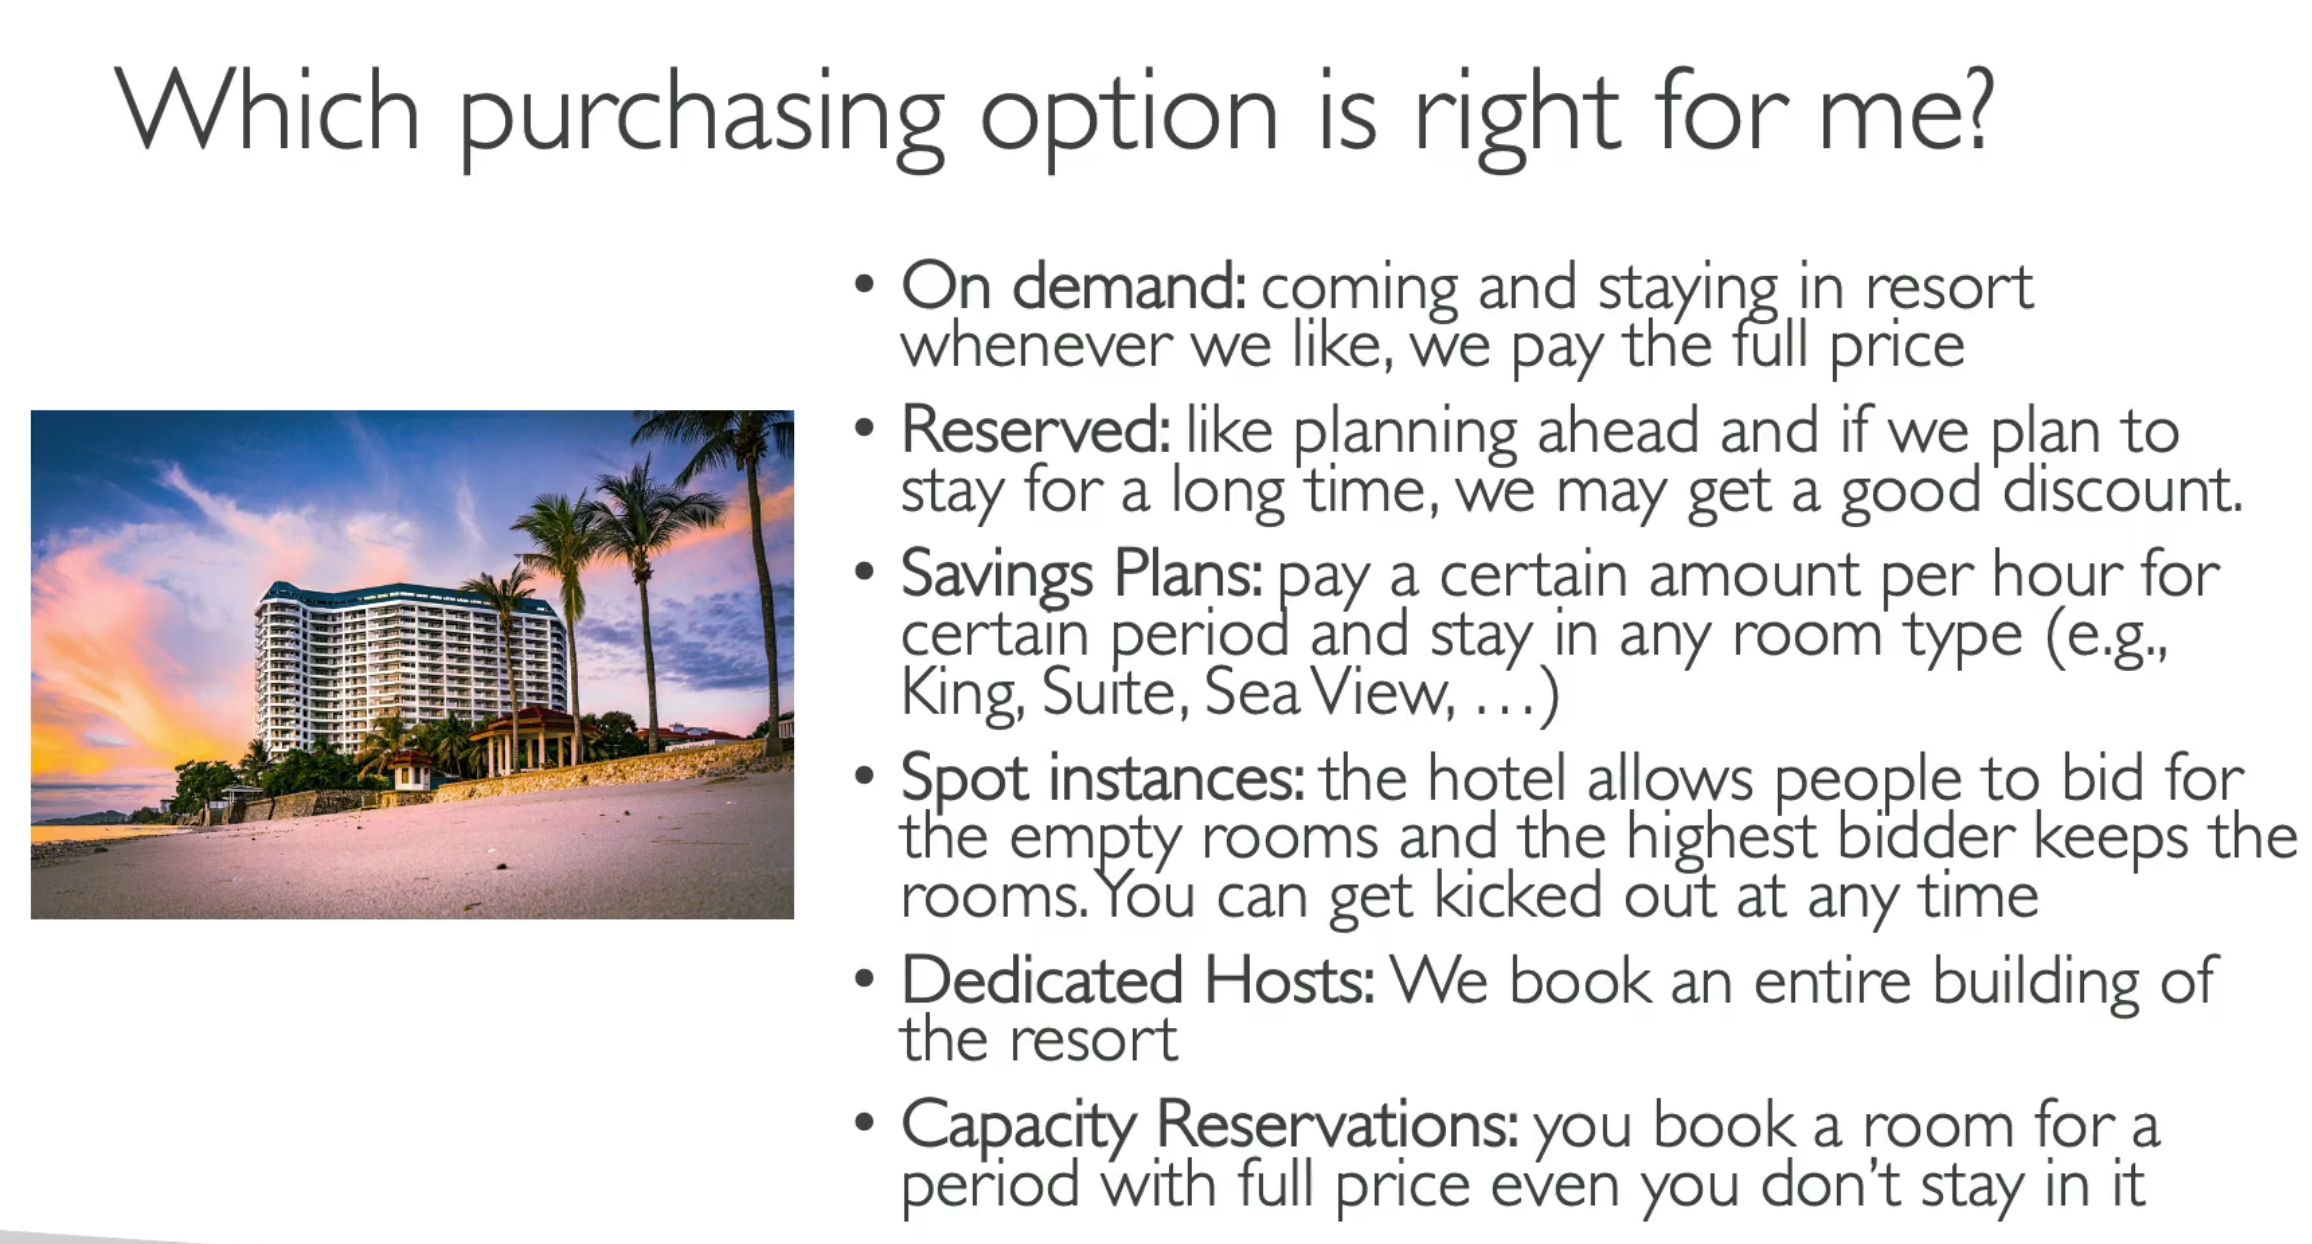 Which purchasing option is right for me?
• On demand: coming and staying in resort
whenever we like, we pay the full price
• Reserved: like planning ahead and if we plan to
stay for a long time, we may get a good discount.
• Savings Plans: pay a certain amount per hour for
certain period and stay in any room type (e.g.,
King, Suite, Sea View, …)
• Spot instances: the hotel allows people to bid for
the empty rooms and the highest bidder keeps the
rooms. You can get kicked out at any time
• Dedicated Hosts: We book an entire building of
the resort
• Capacity Reservations: you book a room for a
period with full price even you don't stay in it